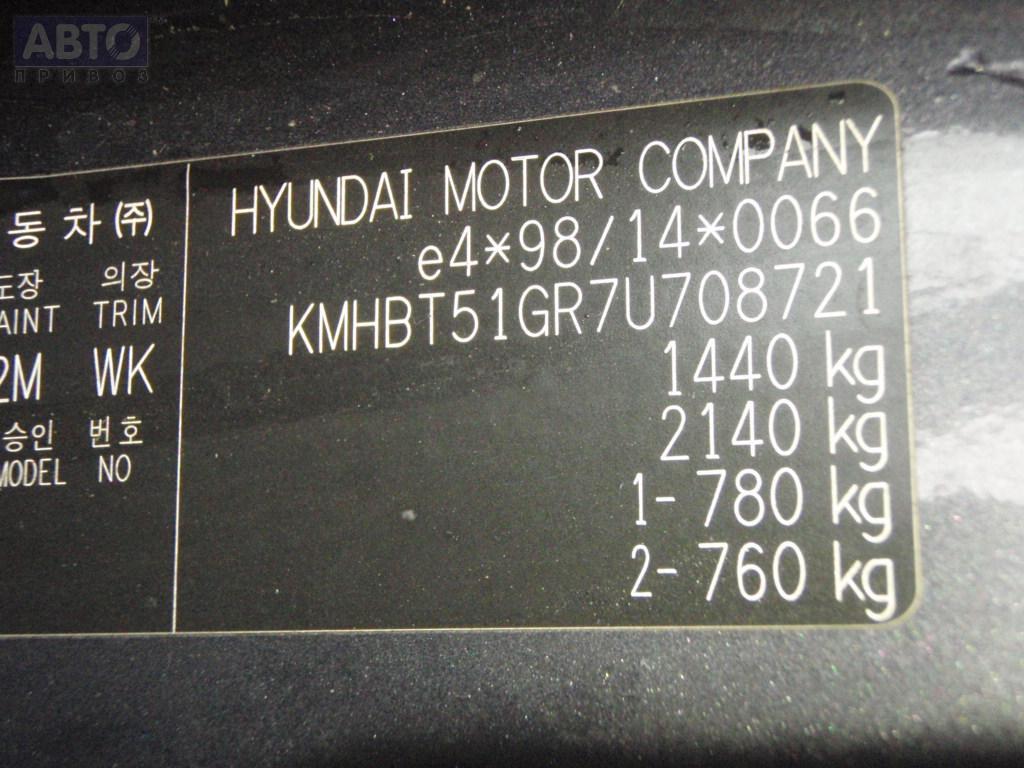 АВТО
ПРИВОЗ
동차 ㈜
도장 의장
AINT TRIM
2M WK
승인 번호
MODEL NO
HYUNDAI MOTOR COMPANY
e4*98/14*0066
KMHBT51GR7U708721
1440 kg
2140 kg
1- 780 kg
2- 760 kg